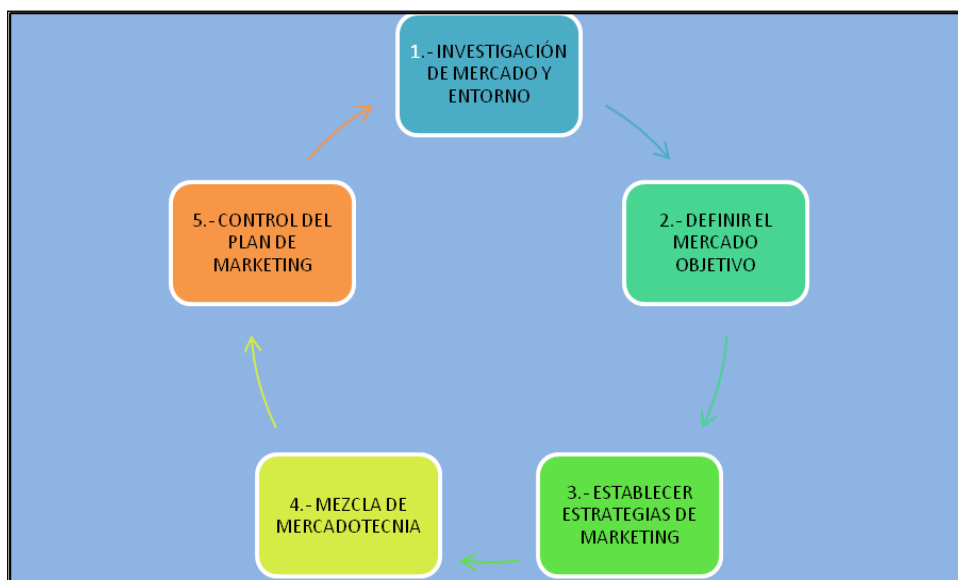 1.- INVESTIGACIÓN
DE MERCADO Y
ENTORNO
2.- DEFINIR EL
MERCADO
OBJETIVO
3.- ESTABLECER
ESTRATEGIAS DE
MARKETING
4.- MEZCLA DE
MERCADOTECNIA
5.- CONTROL DEL
PLAN DE
MARKETING